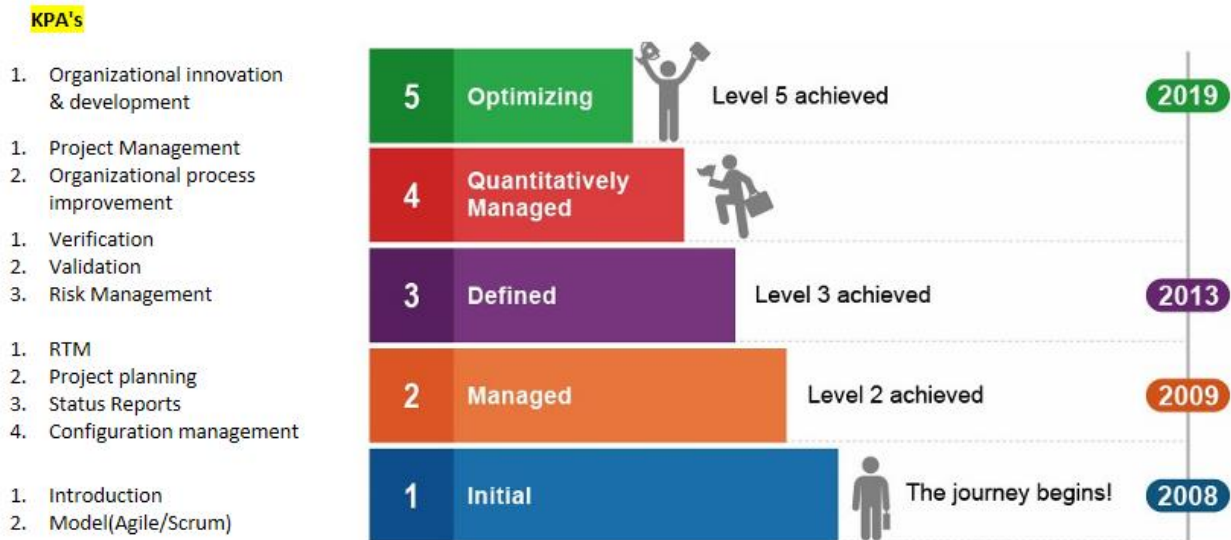 KPA's
1. Organizational innovation
& development
5 Optimizing Level 5 achieved 2019
1. Project Management
2. Organizational process
improvement
4 Quantitatively
Managed
1. Verification
2. Validation
3. Risk Management
3 Defined Level 3 achieved 2013
1. RTM
2. Project planning
3. Status Reports
4. Configuration management
2 Managed Level 2 achieved 2009
1. Introduction
2. Model(Agile/Scrum)
1 Initial The journey begins! 2008